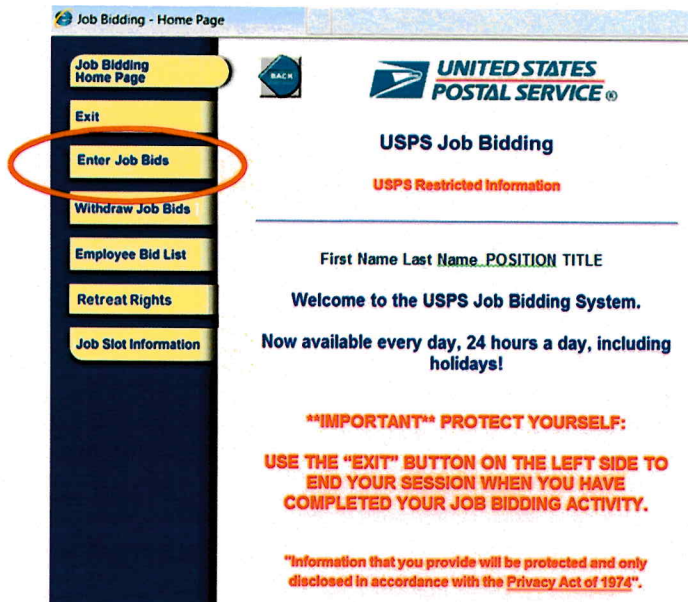 Job Bidding - Home Page
Job Bidding
Home Page
Exit
Enter Job Bids
Withdraw Job Bids
Employee Bid List
Retreat Rights
Job Slot Information
BACK
UNITED STATES
POSTAL SERVICE ®
USPS Job Bidding
USPS Restricted Information
First Name Last Name POSITION TITLE
Welcome to the USPS Job Bidding System.
Now available every day, 24 hours a day, including
holidays!
**IMPORTANT** PROTECT YOURSELF:
USE THE "EXIT" BUTTON ON THE LEFT SIDE TO
END YOUR SESSION WHEN YOU HAVE
COMPLETED YOUR JOB BIDDING ACTIVITY.
"Information that you provide will be protected and only
disclosed in accordance with the Privacy Act of 1974".